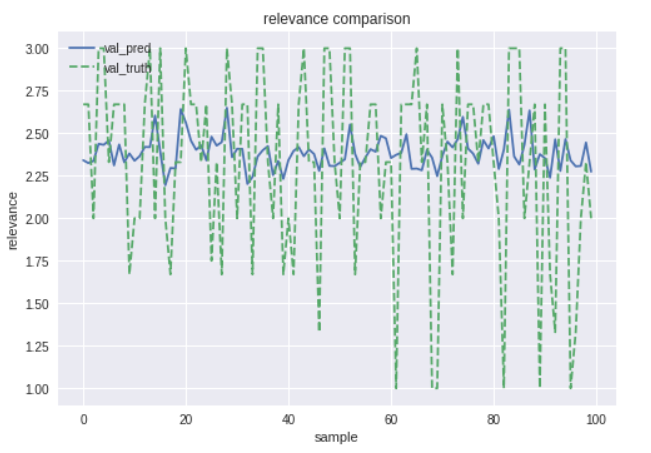 relevance comparison
val_pred
val_truth
3.00
2.75
2.50
2.25
2.00
1.75
1.50
1.25
1.00
relevance
0 20 40 60 80 100
sample